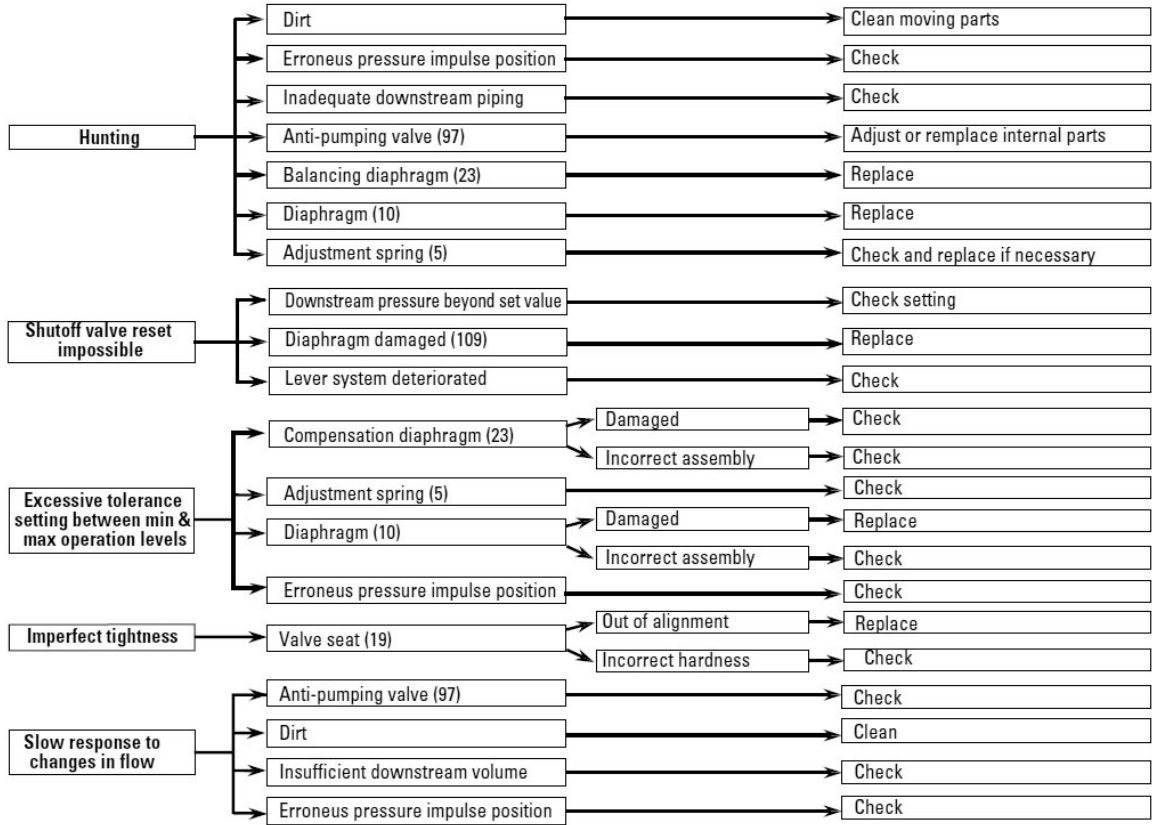 Dirt
Clean moving parts
Erroneus pressure impulse position
Check
Inadequate downstream piping
Check
Hunting
Anti-pumping valve (97)
Adjust or remplace internal parts
Balancing diaphragm (23)
Replace
Diaphragm (10)
Replace
Adjustment spring (5)
Check and replace if necessary
Shutoff valve reset
impossible
Downstream pressure beyond set value
Check setting
Diaphragm damaged (109)
Replace
Lever system deteriorated
Check
Excessive tolerance
setting between min &
max operation levels
Compensation diaphragm (23)
Damaged
Check
Incorrect assembly
Check
Adjustment spring (5)
Check
Diaphragm (10)
Damaged
Replace
Incorrect assembly
Check
Erroneus pressure impulse position
Check
Imperfect tightness
Valve seat (19)
Out of alignment
Replace
Incorrect hardness
Check
Slow response to
changes in flow
Anti-pumping valve (97)
Check
Dirt
Clean
Insufficient downstream volume
Check
Erroneus pressure impulse position
Check